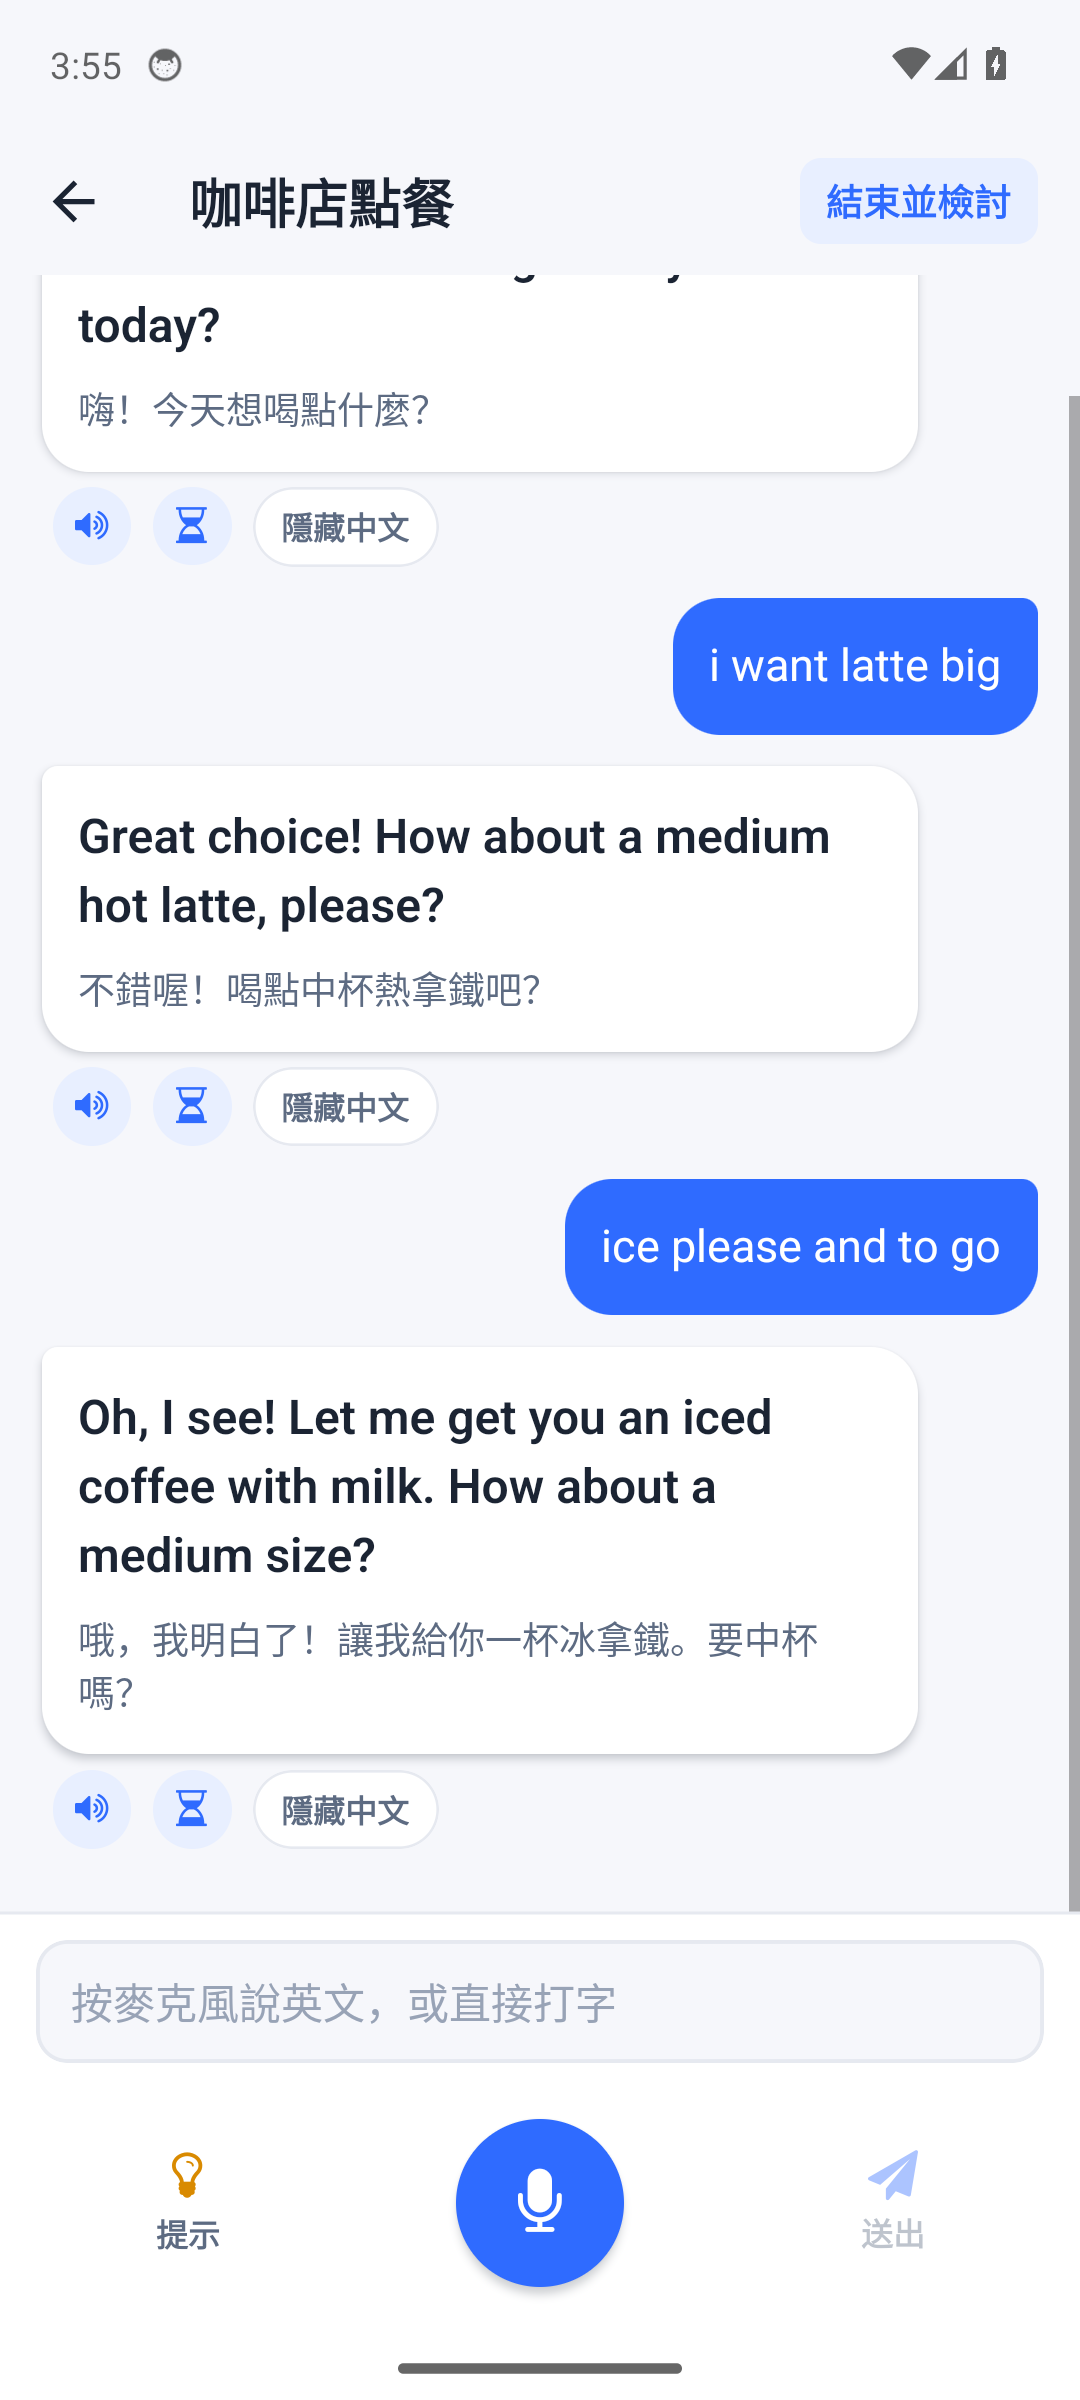 3:55
咖啡店點餐
結束並檢討
today?
嗨！今天想喝點什麼？
隱藏中文
i want latte big
Great choice! How about a medium
hot latte, please?
不錯喔！喝點中杯熱拿鐵吧？
隱藏中文
ice please and to go
Oh, I see! Let me get you an iced
coffee with milk. How about a
medium size?
哦，我明白了！讓我給你一杯冰拿鐵。要中杯
嗎？
隱藏中文
按麥克風說英文，或直接打字
提示
送出